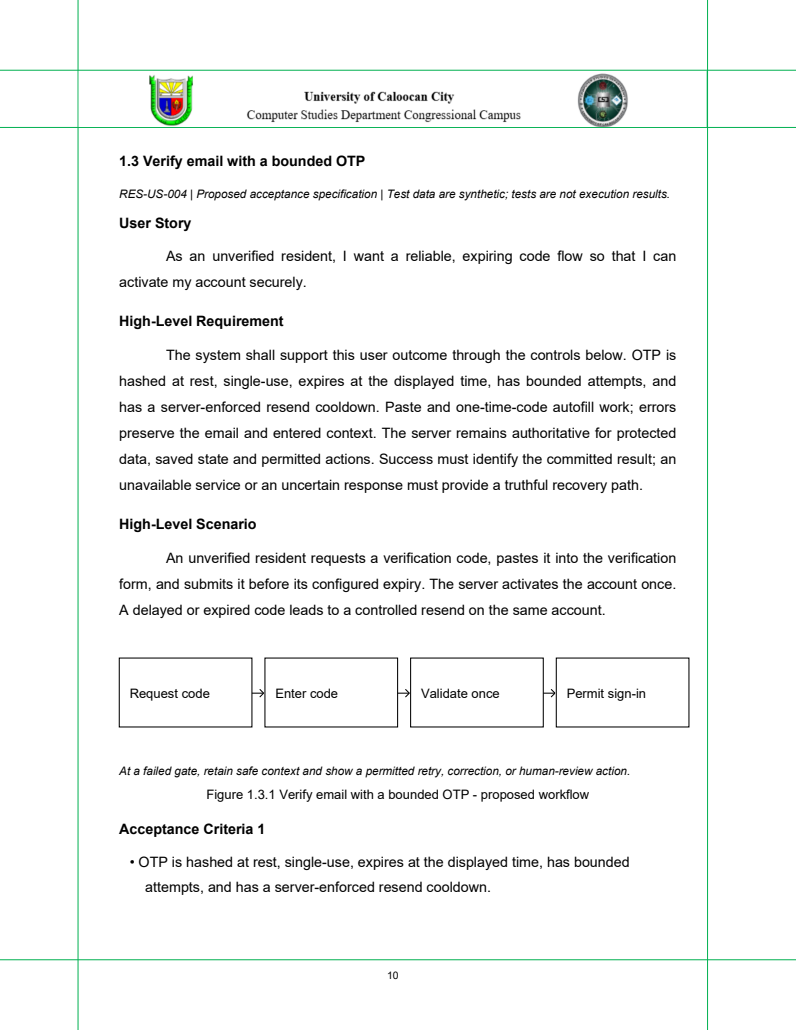 University of Caloocan City
Computer Studies Department Congressional Campus
1.3 Verify email with a bounded OTP
RES-US-004 | Proposed acceptance specification | Test data are synthetic; tests are not execution results.
User Story
As an unverified resident, I want a reliable, expiring code flow so that I can
activate my account securely.
High-Level Requirement
The system shall support this user outcome through the controls below. OTP is
hashed at rest, single-use, expires at the displayed time, has bounded attempts, and
has a server-enforced resend cooldown. Paste and one-time-code autofill work; errors
preserve the email and entered context. The server remains authoritative for protected
data, saved state and permitted actions. Success must identify the committed result; an
unavailable service or an uncertain response must provide a truthful recovery path.
High-Level Scenario
An unverified resident requests a verification code, pastes it into the verification
form, and submits it before its configured expiry. The server activates the account once.
A delayed or expired code leads to a controlled resend on the same account.
Request code
Enter code
Validate once
Permit sign-in
At a failed gate, retain safe context and show a permitted retry, correction, or human-review action.
Figure 1.3.1 Verify email with a bounded OTP - proposed workflow
Acceptance Criteria 1
• OTP is hashed at rest, single-use, expires at the displayed time, has bounded
attempts, and has a server-enforced resend cooldown.
10